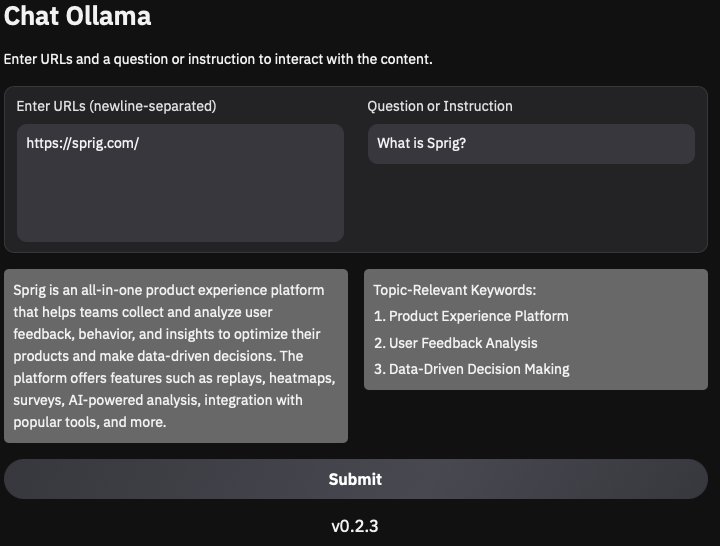 Chat Ollama
Enter URLs and a question or instruction to interact with the content.
Enter URLs (newline-separated)
https://sprig.com/
Question or Instruction
What is Sprig?
Sprig is an all-in-one product experience platform
that helps teams collect and analyze user
feedback, behavior, and insights to optimize their
products and make data-driven decisions. The
platform offers features such as replays, heatmaps,
surveys, AI-powered analysis, integration with
popular tools, and more.
Topic-Relevant Keywords:
1. Product Experience Platform
2. User Feedback Analysis
3. Data-Driven Decision Making
Submit
v0.2.3